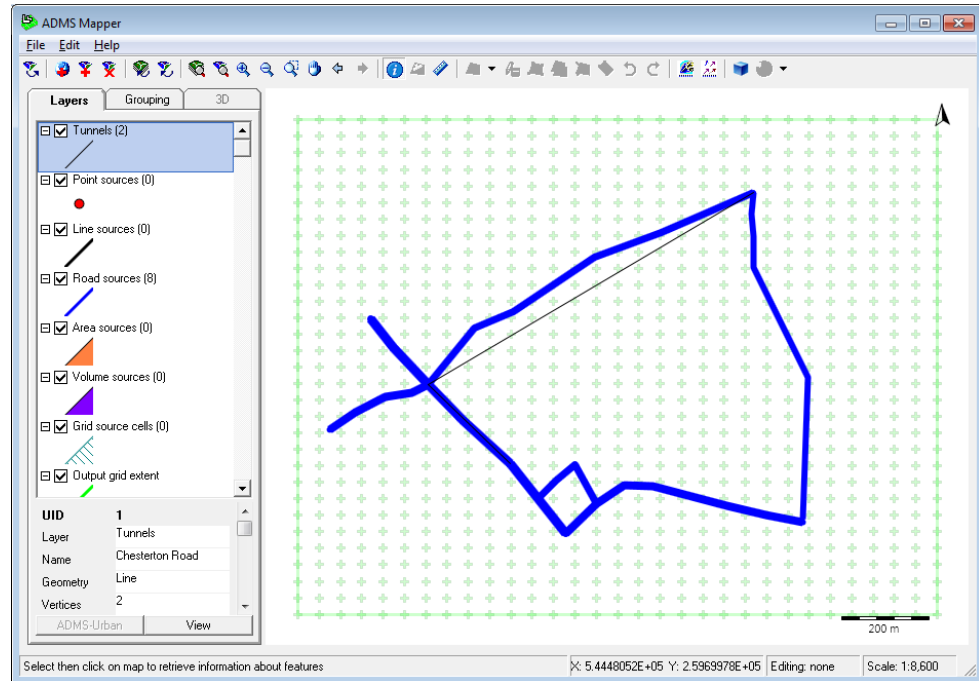 ADMS Mapper
File Edit Help
Layers Grouping 3D
Tunnels (2)
Point sources (0)
Line sources (0)
Road sources (8)
Area sources (0)
Volume sources (0)
Grid source cells (0)
Output grid extent
UID 1
Layer Tunnels
Name Chesterton Road
Geometry Line
Vertices 2
ADMS-Urban View
200 m
Select then click on map to retrieve information about features X: 5.4448052E+05 Y: 2.5969978E+05 Editing: none Scale: 1:8,600